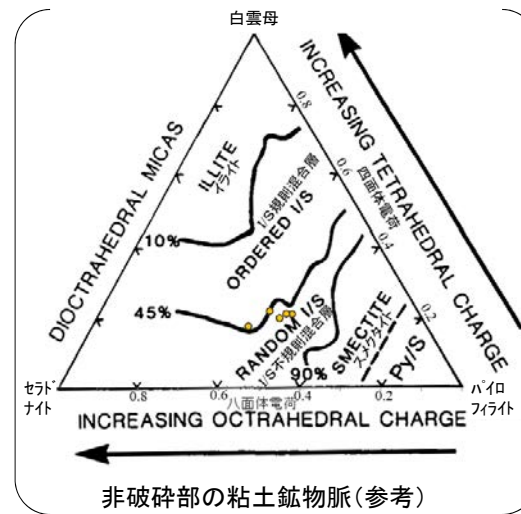 白雲母
0.8
0.6
0.4
0.2
INCREASING TETRAHEDRAL CHARGE
四面体電荷
DIOCTRAHEDRAL MICAS
ILLITE
イライト
10%
I/S規則混合層
ORDERED I/S
45%
RANDOM I/S
I/S不規則混合層
90%
SMECTITE
スメクタイト
Py/S
セラド
ナイト
0.8
0.6
八面体電荷
0.4
0.2
パイロ
フィライト
INCREASING OCTRAHEDRAL CHARGE
非破砕部の粘土鉱物脈(参考)